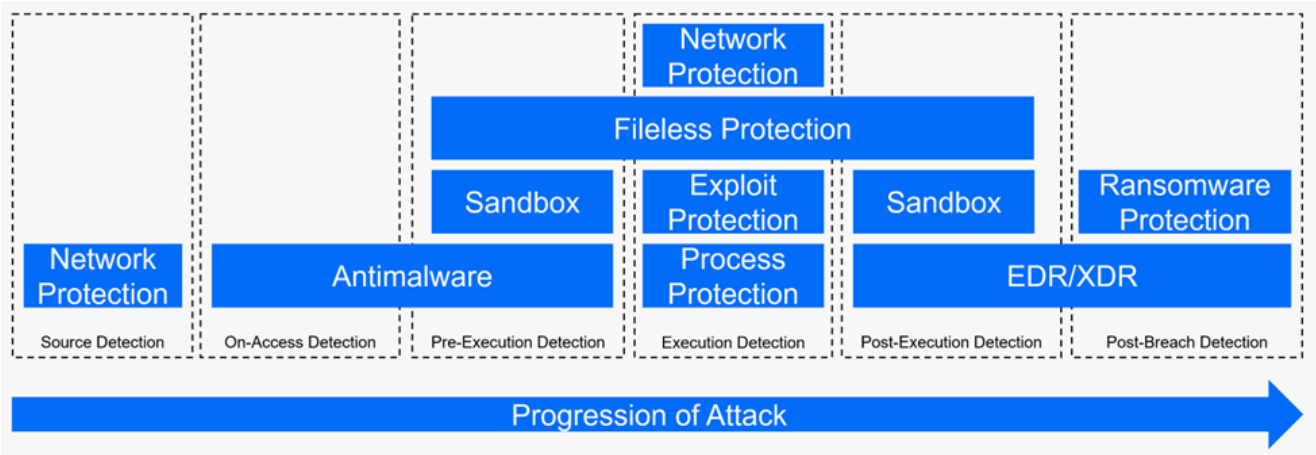 Network
Protection
Fileless Protection
Sandbox
Exploit
Protection
Sandbox
Ransomware
Protection
Network
Protection
Antimalware
Process
Protection
EDR/XDR
Source Detection
On-Access Detection
Pre-Execution Detection
Execution Detection
Post-Execution Detection
Post-Breach Detection
Progression of Attack